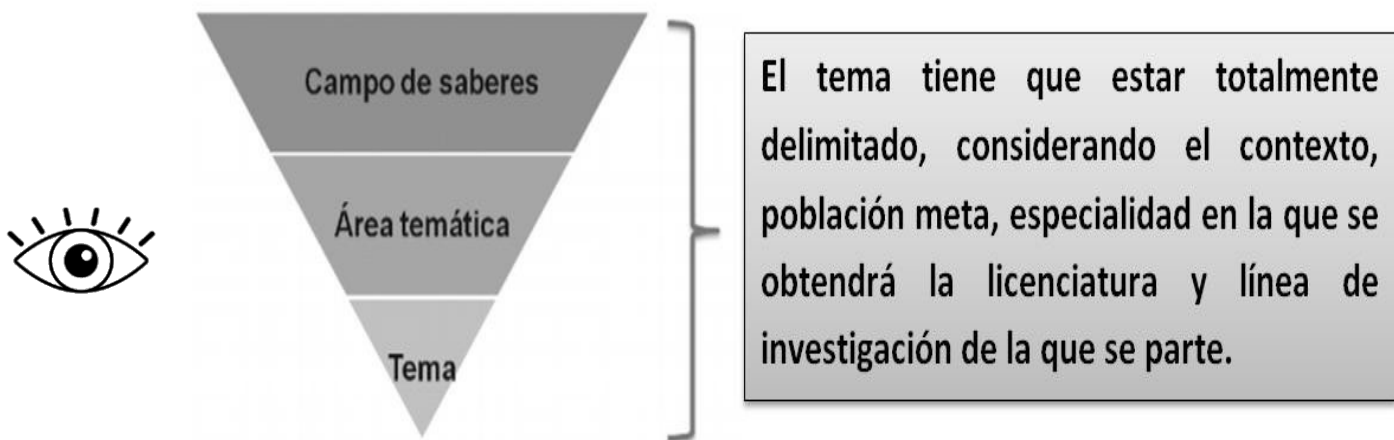 Campo de saberes
Área temática
Tema
El tema tiene que estar totalmente
delimitado, considerando el contexto,
población meta, especialidad en la que se
obtendrá la licenciatura y línea de
investigación de la que se parte.